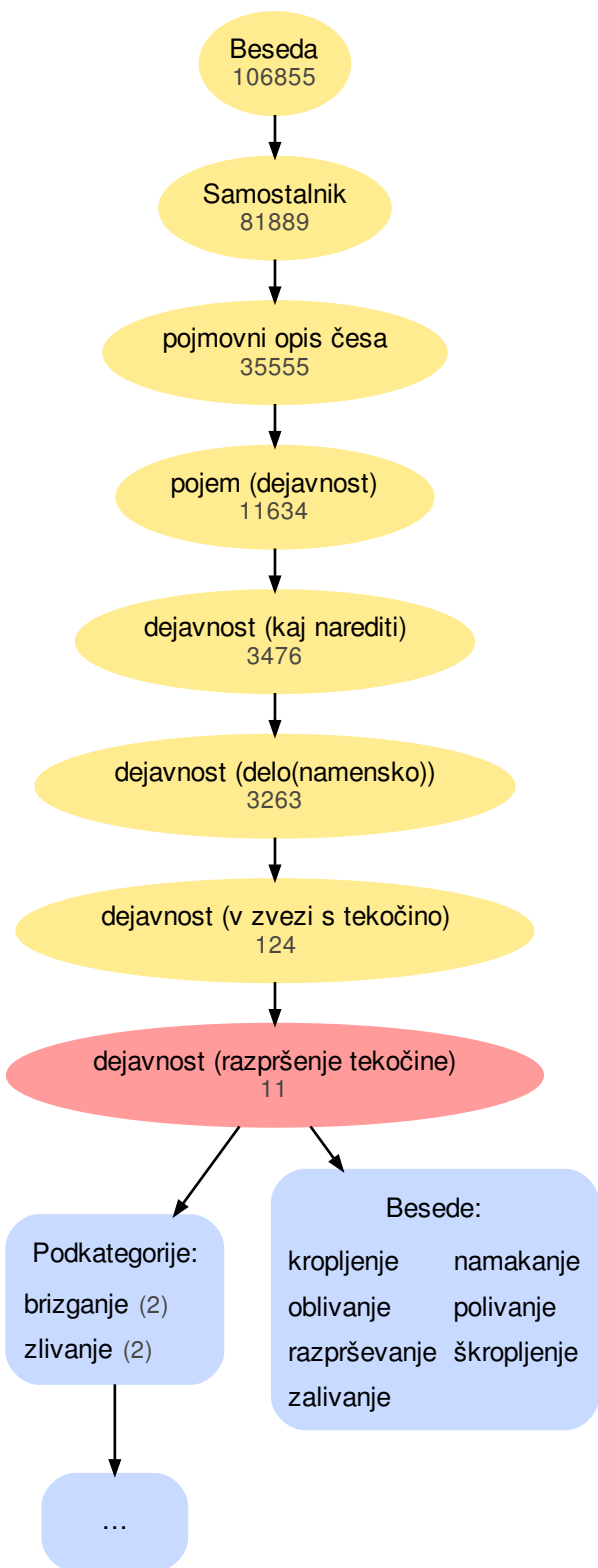 Beseda
106855
Samostalnik
81889
pojmovni opis česa
35555
pojem (dejavnost)
11634
dejavnost (kaj narediti)
3476
dejavnost (delo(namensko))
3263
dejavnost (v zvezi s tekočino)
124
dejavnost (razpršenje tekočine)
11
Podkategorije:
brizganje (2)
zlivanje (2)
...
Besede:
kropljenje namakanje
oblivanje polivanje
razprševanje škropljenje
zalivanje